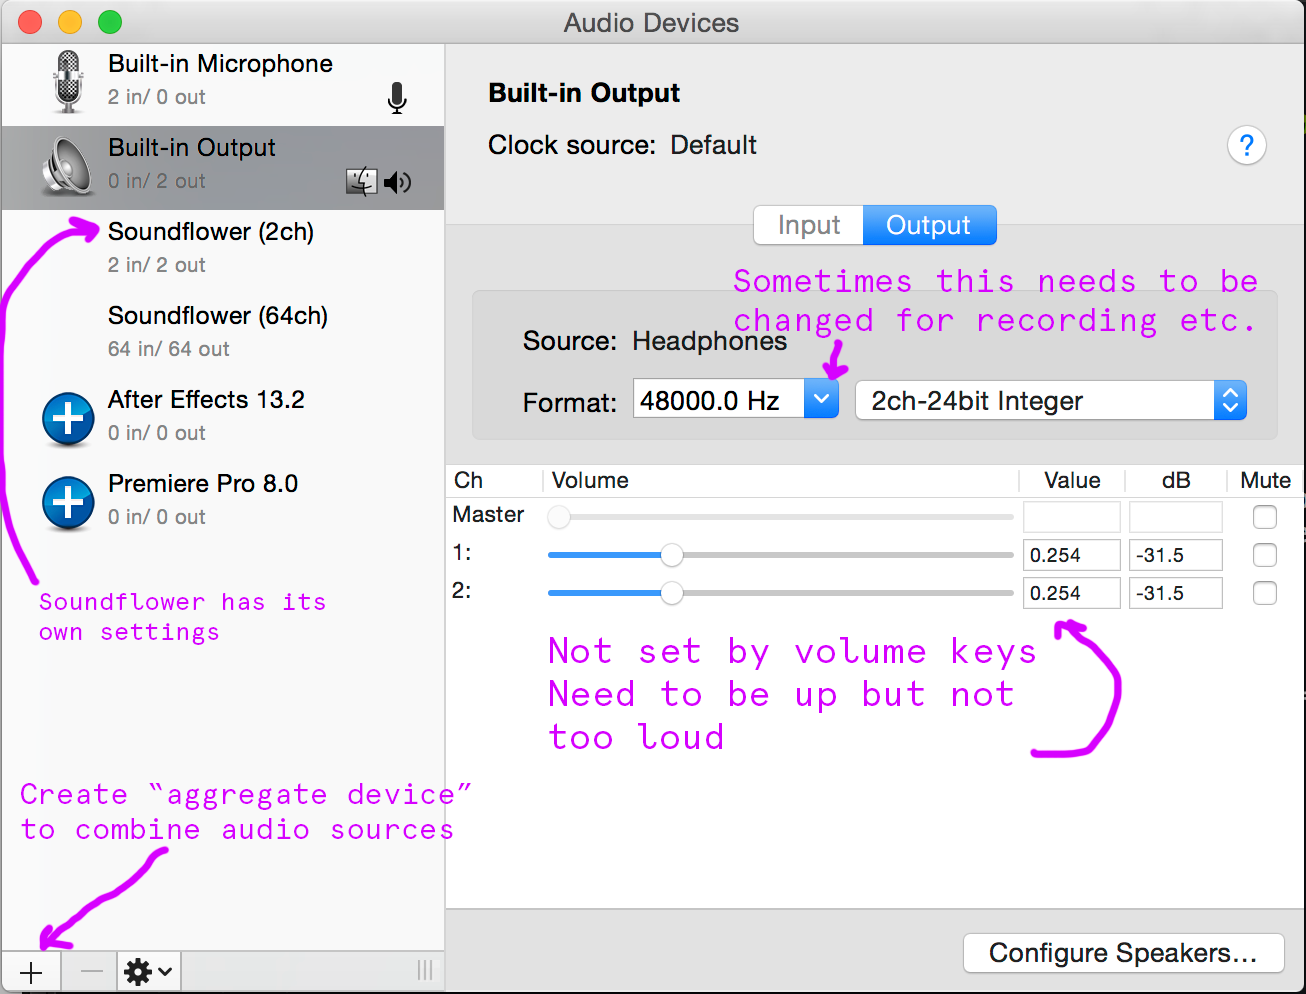 Audio Devices
Built-in Microphone
2 in/ 0 out
Built-in Output
0 in/ 2 out
Soundflower (2ch)
2 in/ 2 out
Soundflower (64ch)
64 in/ 64 out
After Effects 13.2
0 in/ 0 out
Premiere Pro 8.0
0 in/ 0 out
Soundflower has its
own settings
Create “aggregate device”
to combine audio sources
Built-in Output
Clock source: Default
?
Input Output
Sometimes this needs to be
changed for recording etc.
Source: Headphones
Format: 48000.0 Hz 2ch-24bit Integer
Ch Volume Value dB Mute
Master
1: 0.254 -31.5
2: 0.254 -31.5
Not set by volume keys
Need to be up but not
too loud
Configure Speakers...